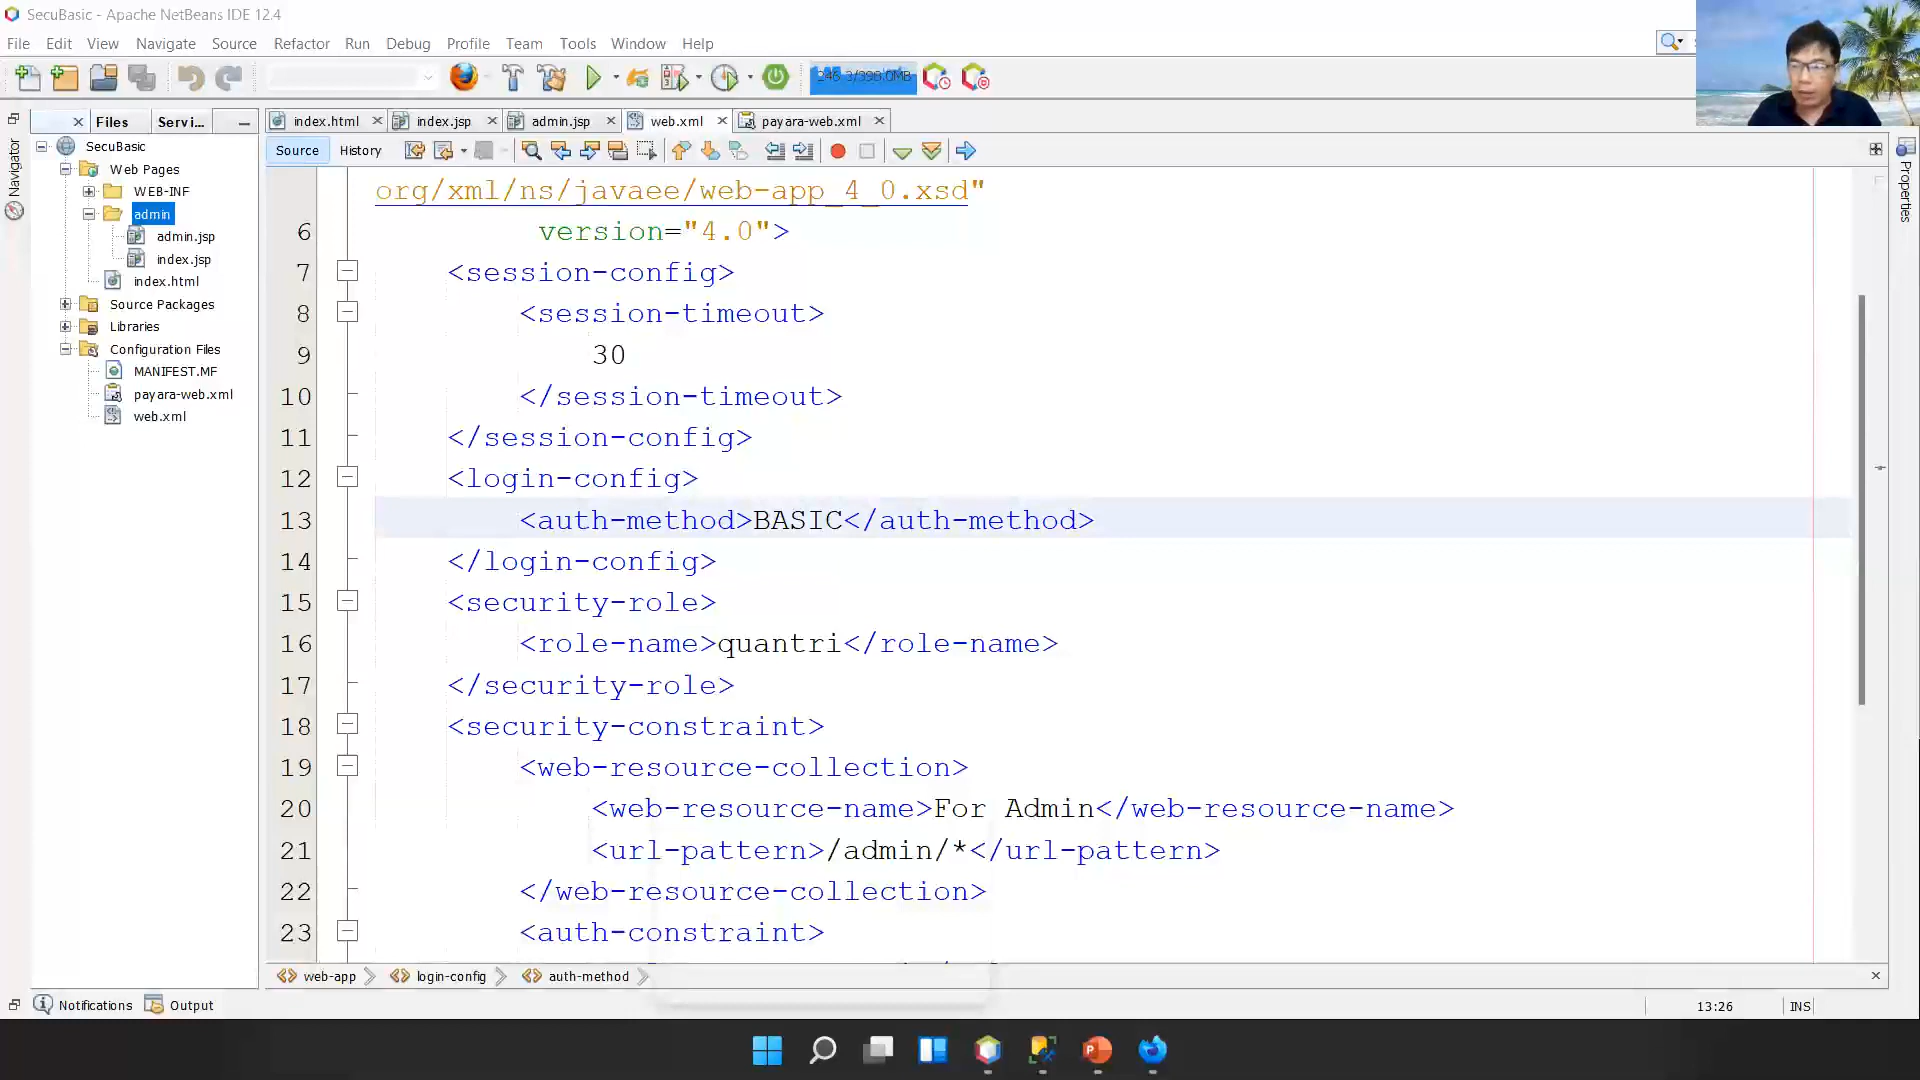 SecuBasic - Apache NetBeans IDE 12.4
File Edit View Navigate Source Refactor Run Debug Profile Team Tools Window Help
246.3/398.0MB
Files Servi...
index.html index.jsp admin.jsp web.xml payara-web.xml
Source History
Navigator
Properties
SecuBasic
Web Pages
WEB-INF
admin
admin.jsp
index.jsp
index.html
Source Packages
Libraries
Configuration Files
MANIFEST.MF
payara-web.xml
web.xml
org/xml/ns/javaee/web-app_4_0.xsd"
6 version="4.0">
7 <session-config>
8 <session-timeout>
9 30
10 </session-timeout>
11 </session-config>
12 <login-config>
13 <auth-method>BASIC</auth-method>
14 </login-config>
15 <security-role>
16 <role-name>quantri</role-name>
17 </security-role>
18 <security-constraint>
19 <web-resource-collection>
20 <web-resource-name>For Admin</web-resource-name>
21 <url-pattern>/admin/*</url-pattern>
22 </web-resource-collection>
23 <auth-constraint>
web-app login-config auth-method
Notifications Output
13:26 INS